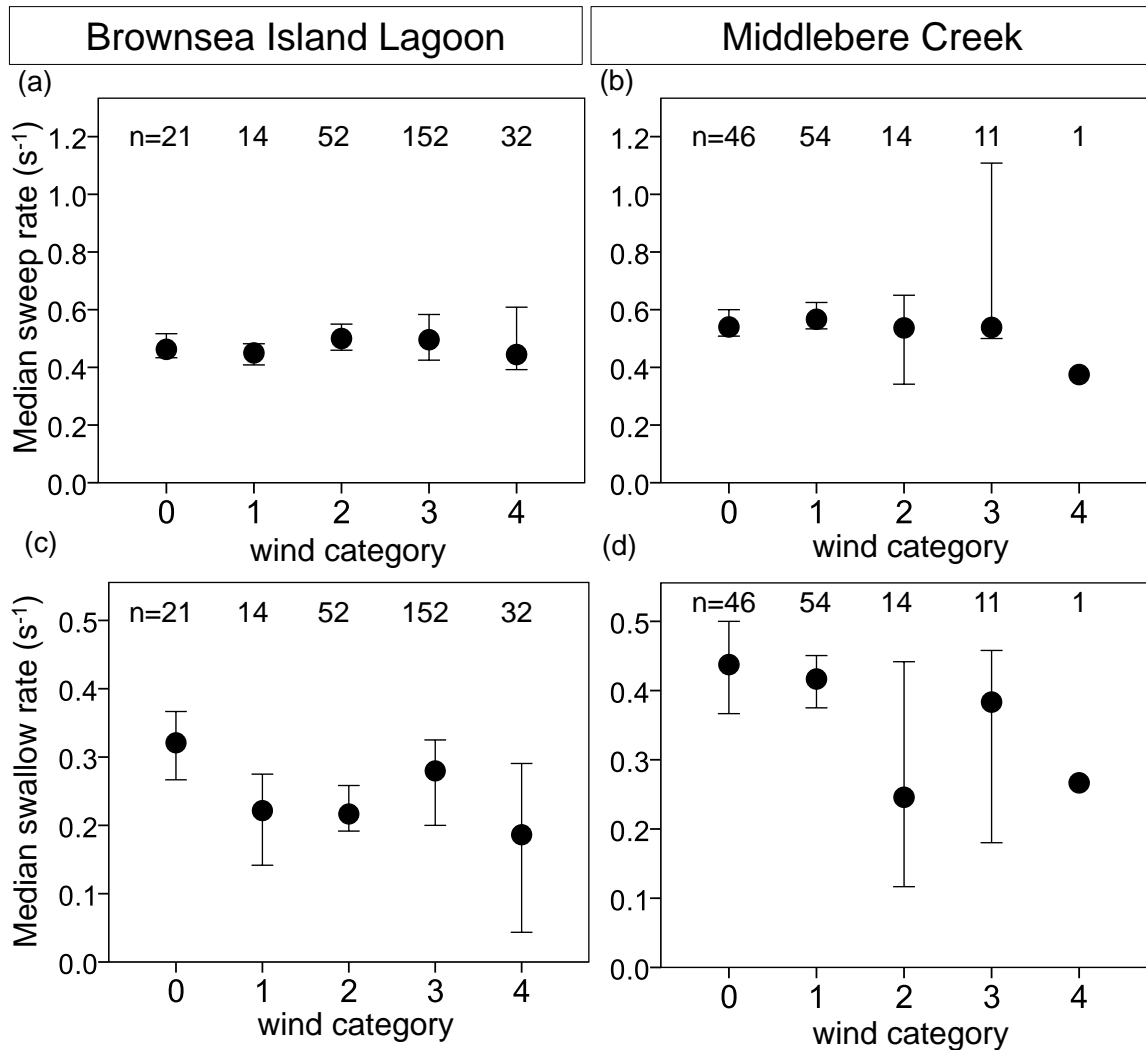 Brownsea Island Lagoon
Middlebere Creek
(a)
Median sweep rate (s⁻¹)
n=21 14 52 152 32
1.2
1.0
0.8
0.6
0.4
0.2
0.0
0 1 2 3 4
wind category
(b)
n=46 54 14 11 1
1.2
1.0
0.8
0.6
0.4
0.2
0.0
0 1 2 3 4
wind category
(c)
Median swallow rate (s⁻¹)
n=21 14 52 152 32
0.5
0.4
0.3
0.2
0.1
0.0
0 1 2 3 4
wind category
(d)
n=46 54 14 11 1
0.5
0.4
0.3
0.2
0.1
0.0
0 1 2 3 4
wind category